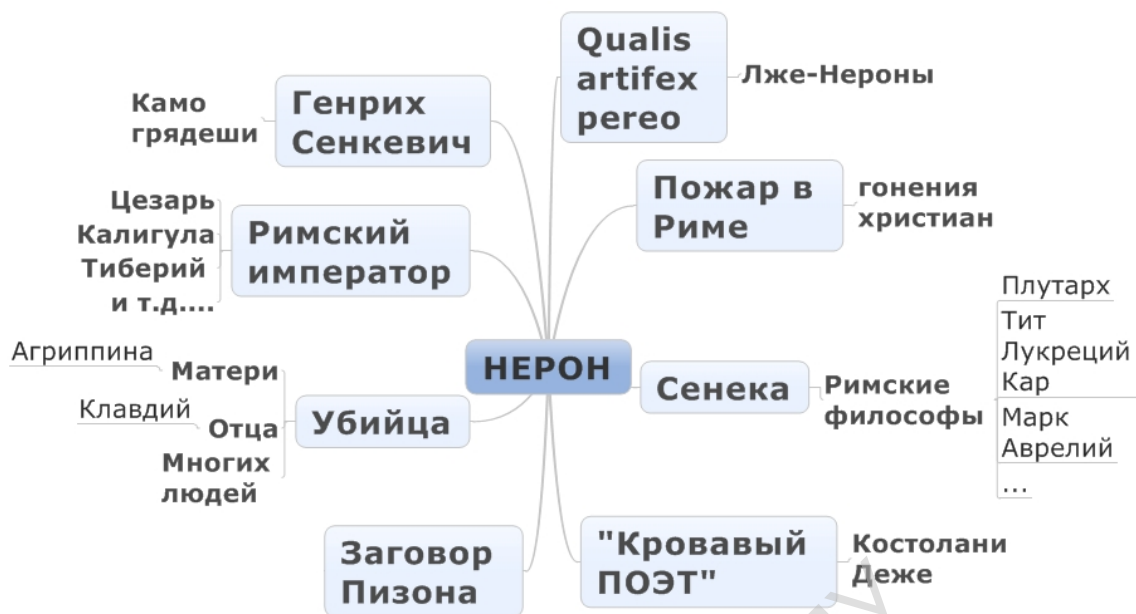 Qualis
artifex
pereo
Лже-Нероны
Генрих
Сенкевич
Камо
грядеши
Пожар в
Риме
гонения
христиан
Римский
император
Цезарь
Калигула
Тиберий
и т.д....
НЕРОН
Сенека
Римские
философы
Плутарх
Тит
Лукреций
Кар
Марк
Аврелий
...
Убийца
Матери
Агриппина
Отца
Клавдий
Многих
людей
Заговор
Пизона
"Кровавый
ПОЭТ"
Костолани
Деже